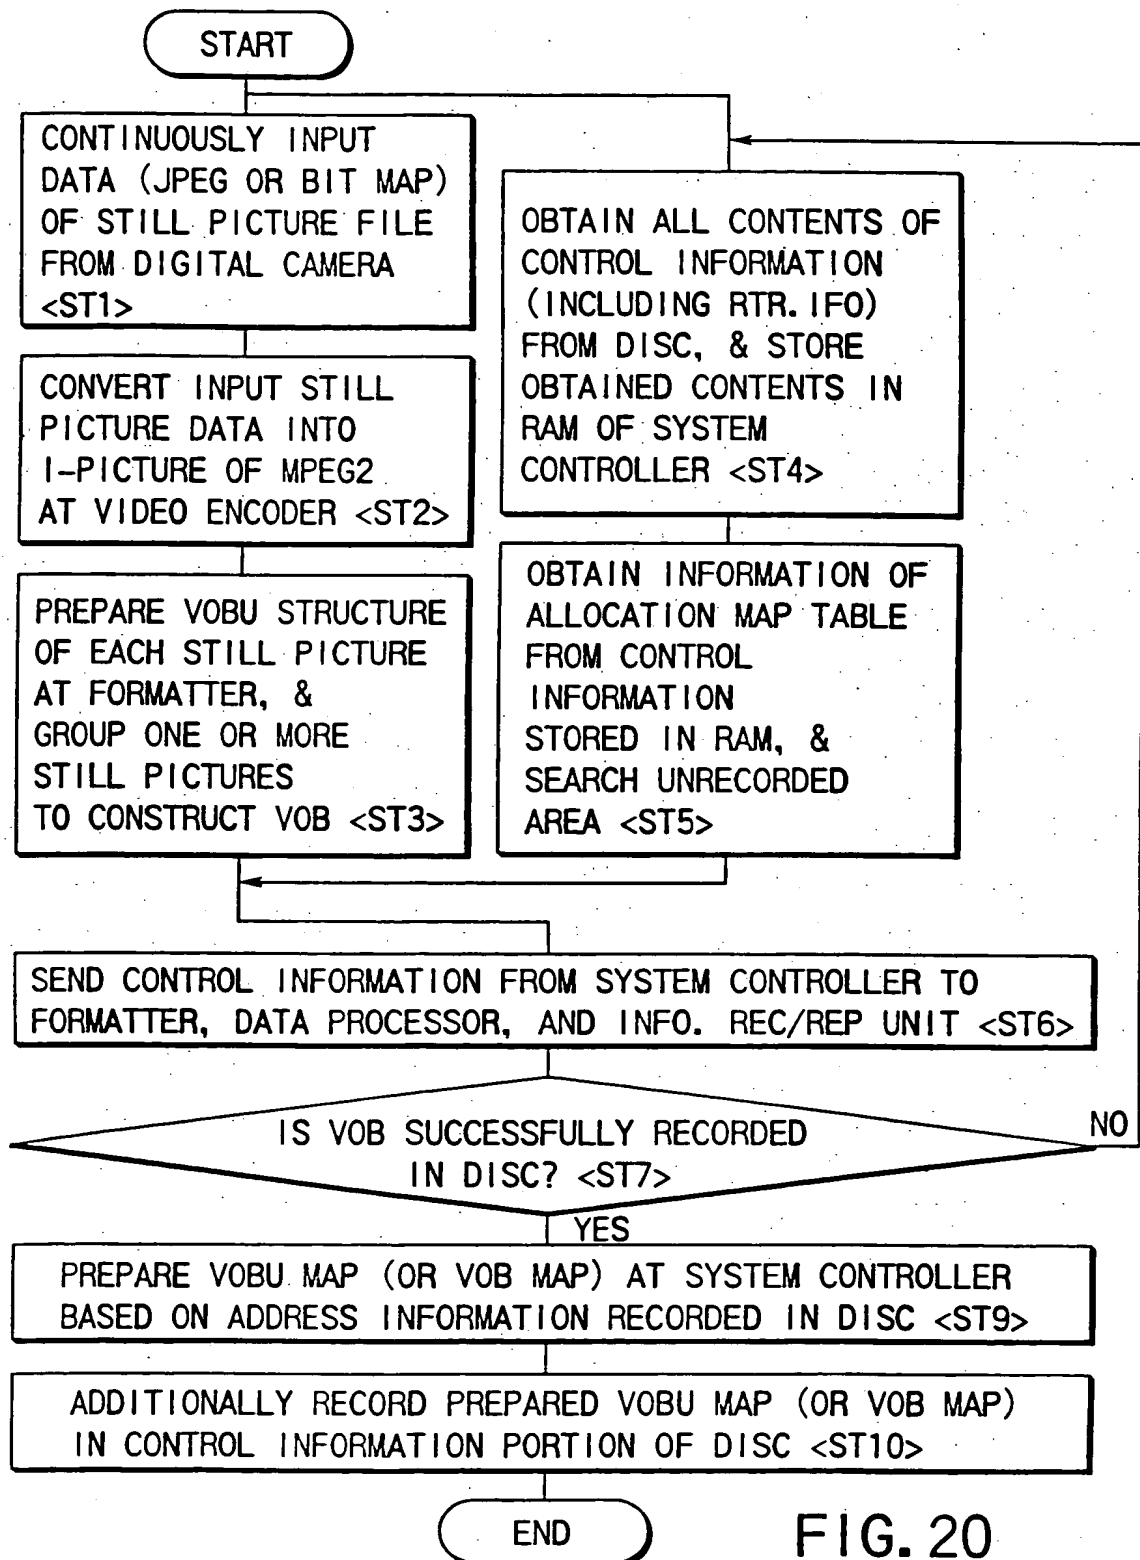 START
CONTINUOUSLY INPUT
DATA (JPEG OR BIT MAP)
OF STILL PICTURE FILE
FROM DIGITAL CAMERA
<ST1>
CONVERT INPUT STILL
PICTURE DATA INTO
I-PICTURE OF MPEG2
AT VIDEO ENCODER <ST2>
PREPARE VOBU STRUCTURE
OF EACH STILL PICTURE
AT FORMATTER, &
GROUP ONE OR MORE
STILL PICTURES
TO CONSTRUCT VOB <ST3>
OBTAIN ALL CONTENTS OF
CONTROL INFORMATION
(INCLUDING RTR. IFO)
FROM DISC, & STORE
OBTAINED CONTENTS IN
RAM OF SYSTEM
CONTROLLER <ST4>
OBTAIN INFORMATION OF
ALLOCATION MAP TABLE
FROM CONTROL
INFORMATION
STORED IN RAM, &
SEARCH UNRECORDED
AREA <ST5>
SEND CONTROL INFORMATION FROM SYSTEM CONTROLLER TO
FORMATTER, DATA PROCESSOR, AND INFO. REC/REP UNIT <ST6>
IS VOB SUCCESSFULLY RECORDED
IN DISC? <ST7>
NO
YES
PREPARE VOBU MAP (OR VOB MAP) AT SYSTEM CONTROLLER
BASED ON ADDRESS INFORMATION RECORDED IN DISC <ST9>
ADDITIONALLY RECORD PREPARED VOBU MAP (OR VOB MAP)
IN CONTROL INFORMATION PORTION OF DISC <ST10>
END
FIG. 20